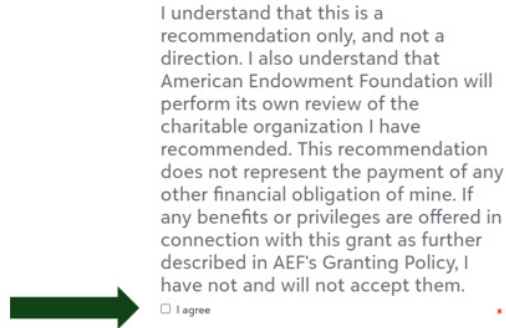 I understand that this is a
recommendation only, and not a
direction. I also understand that
American Endowment Foundation will
perform its own review of the
charitable organization I have
recommended. This recommendation
does not represent the payment of any
other financial obligation of mine. If
any benefits or privileges are offered in
connection with this grant as further
described in AEF's Granting Policy, I
have not and will not accept them.
I agree *